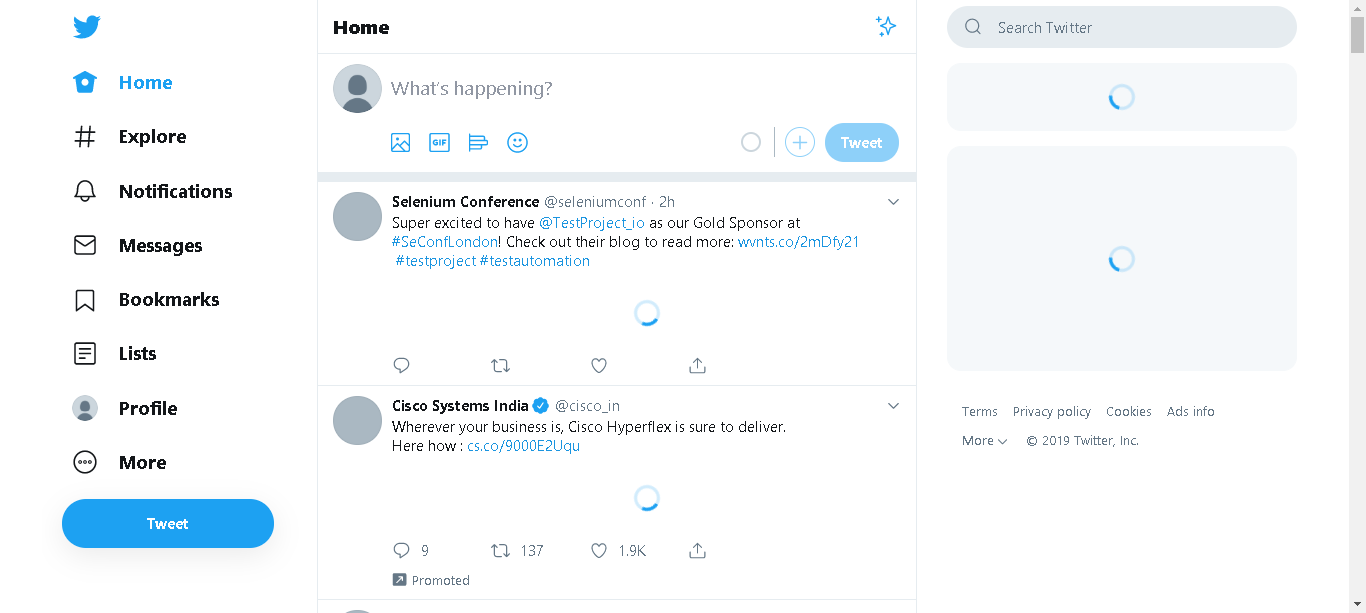 Home
Explore
Notifications
Messages
Bookmarks
Lists
Profile
More
Tweet
Home
What's happening?
GIF
Tweet
Selenium Conference @seleniumconf · 2h
Super excited to have @TestProject_io as our Gold Sponsor at
#SeConfLondon! Check out their blog to read more: wvnts.co/2mDfy21
#testproject #testautomation
Cisco Systems India @cisco_in
Wherever your business is, Cisco Hyperflex is sure to deliver.
Here how : cs.co/9000E2Uqu
9 137 1.9K
Promoted
Search Twitter
Terms Privacy policy Cookies Ads info
More © 2019 Twitter, Inc.